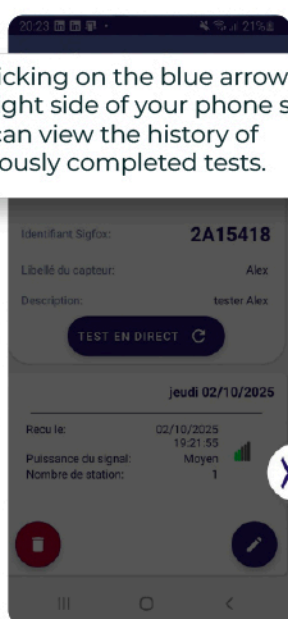 20:23 21%
icking on the blue arrow
ght side of your phone s
can view the history of
ously completed tests.
Identifiant Sigfox: 2A15418
Libellé du capteur: Alex
Description: tester Alex
TEST EN DIRECT
jeudi 02/10/2025
Recu le: 02/10/2025
19:21:55
Puissance du signal: Moyen
Nombre de station: 1